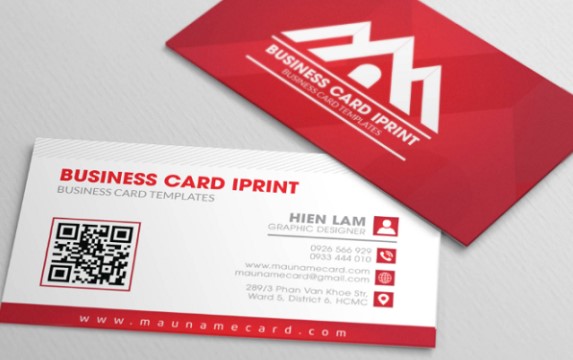 BUSINESS CARD IPRINT
BUSINESS CARD TEMPLATES
BUSINESS CARD IPRINT
BUSINESS CARD TEMPLATES
HIEN LAM
GRAPHIC DESIGNER
0926 566 929
0933 444 010
www.maunamecard.com
maunamecard@gmail.com
289/3 Phan Van Khoe Str,
Ward 5, District 6, HCMC
www.maunamecard.com